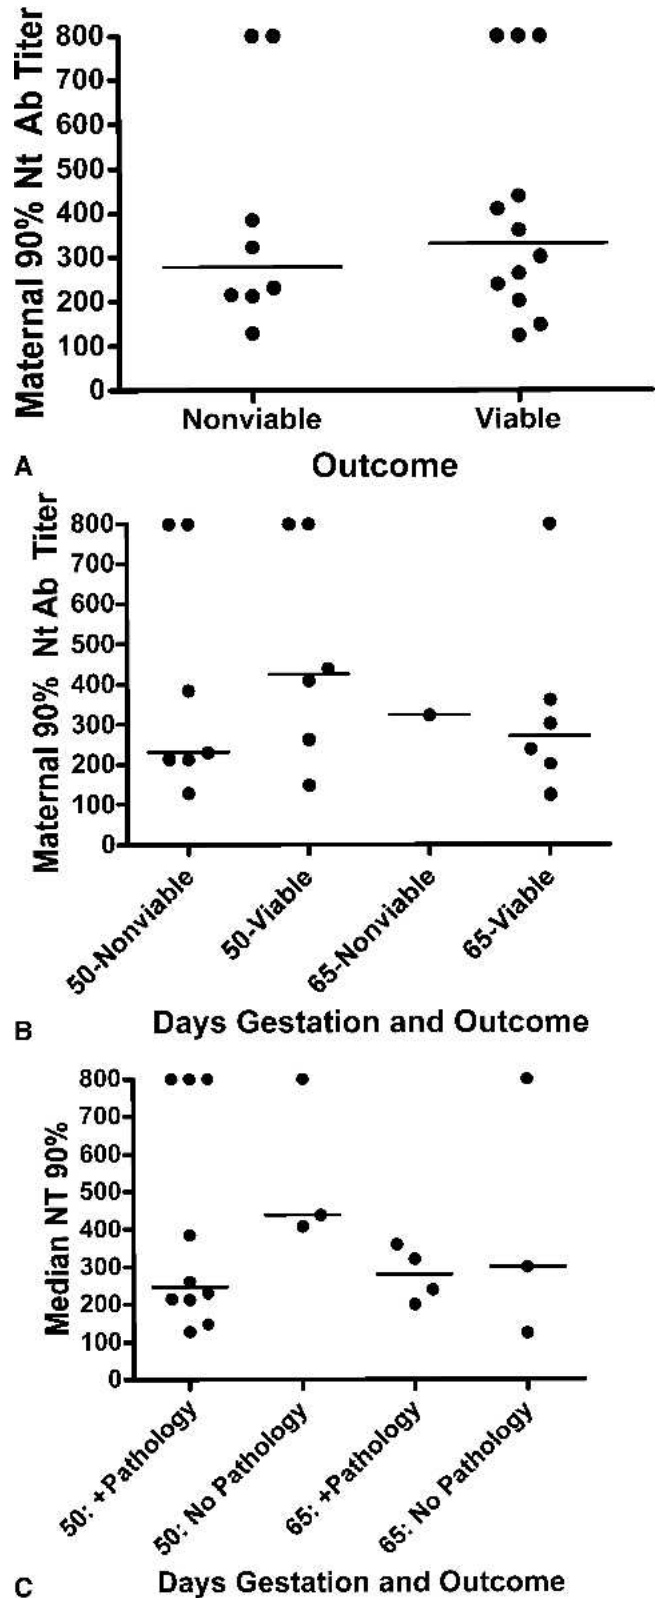 Maternal 90% Nt Ab Titer
800
700
600
500
400
300
200
100
0
Nonviable Viable
A Outcome
Maternal 90% Nt Ab Titer
800
700
600
500
400
300
200
100
0
50-Nonviable
50-Viable
65-Nonviable
65-Viable
B Days Gestation and Outcome
Median NT 90%
800
700
600
500
400
300
200
100
0
50: +Pathology
50: No Pathology
65: +Pathology
65: No Pathology
C Days Gestation and Outcome